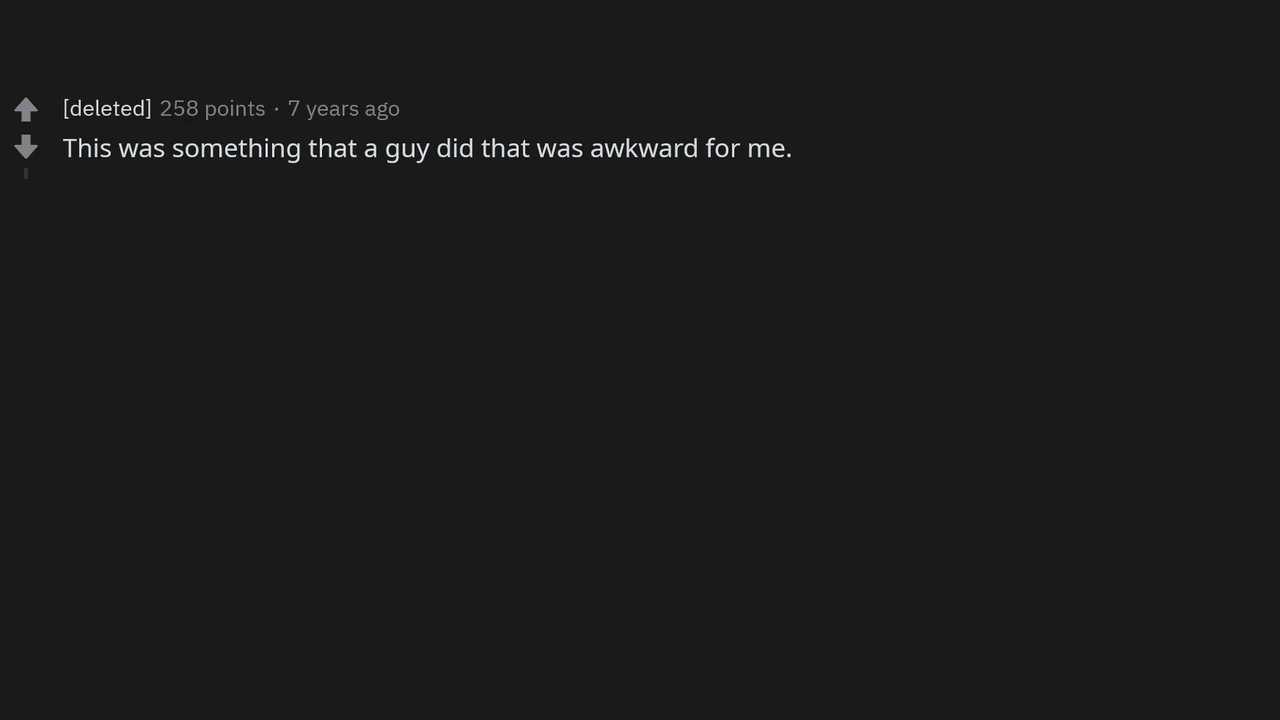 [deleted] 258 points · 7 years ago
This was something that a guy did that was awkward for me.